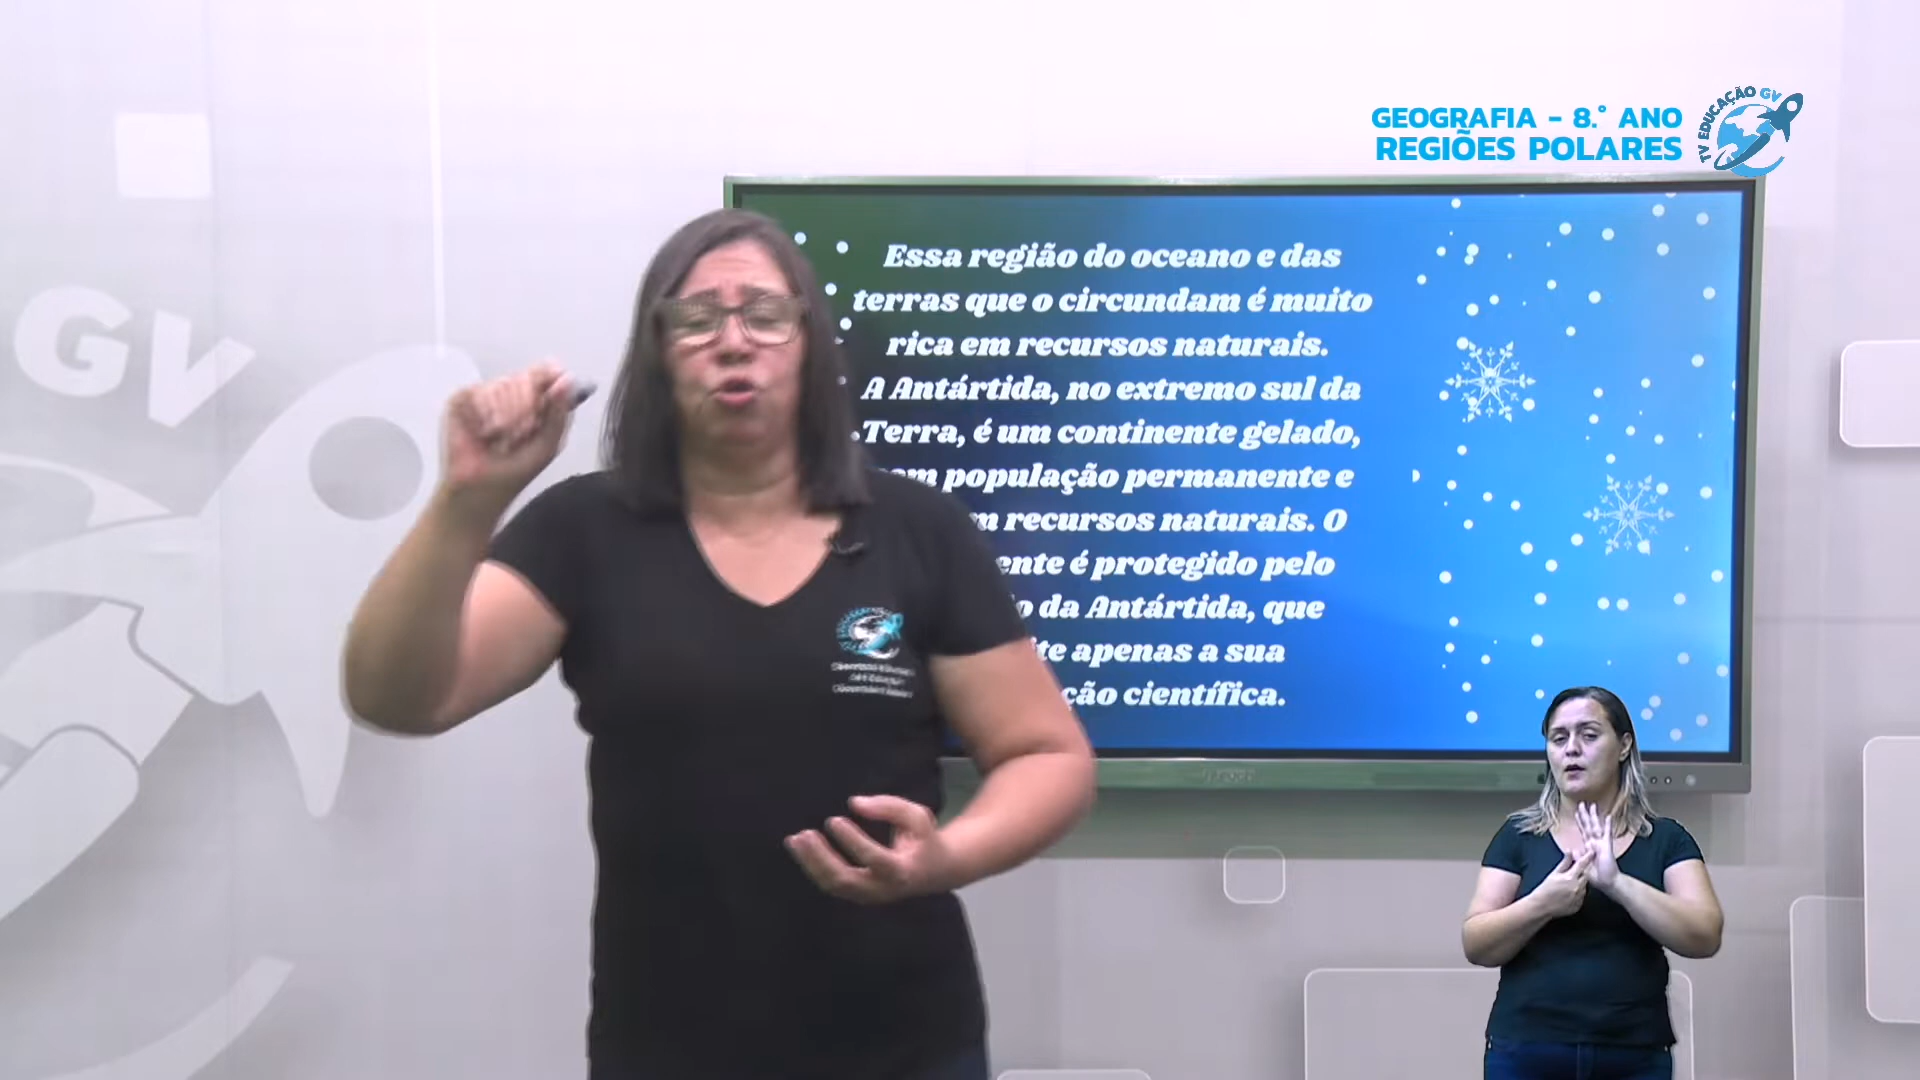 GEOGRAFIA - 8.° ANO
REGIÕES POLARES
TV EDUCAÇÃO GV
Essa região do oceano e das
terras que o circundam é muito
rica em recursos naturais.
A Antártida, no extremo sul da
Terra, é um continente gelado,
população permanente e
recursos naturais. O
é protegido pelo
da Antártida, que
apenas a sua
científica.
GV